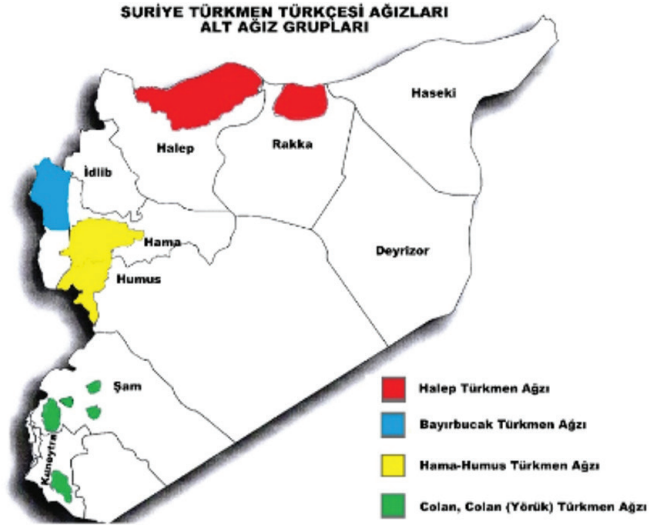 SURİYE TÜRKMEN TÜRKÇESİ AĞIZLARI
ALT AĞIZ GRUPLARI
Haseki
Halep
Rakka
İdlib
Hama
Deyrizor
Humus
Şam
Kuneytra
Halep Türkmen Ağzı
Bayırbucak Türkmen Ağzı
Hama-Humus Türkmen Ağzı
Colan, Colan (Yörük) Türkmen Ağzı